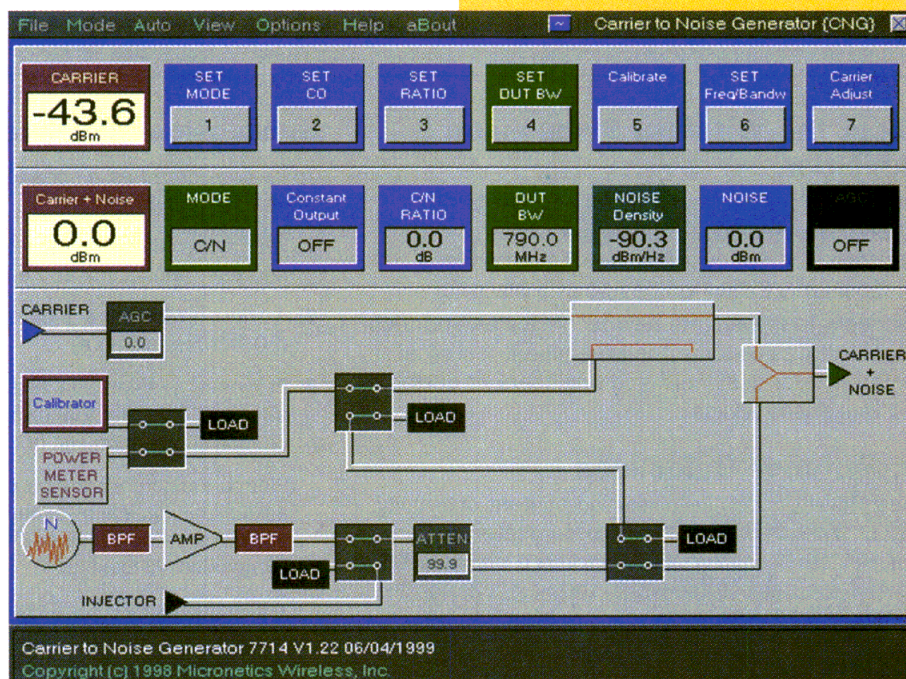 File Mode Auto View Options Help aBout ~ Carrier to Noise Generator {CNG} X
CARRIER
-43.6
dBm
SET
MODE
1
SET
CO
2
SET
RATIO
3
SET
DUT BW
4
Calibrate
5
SET
Freq/Bandw
6
Carrier
Adjust
7
Carrier + Noise
0.0
dBm
MODE
C/N
Constant
Output
OFF
C/N
RATIO
0.0
dB
DUT
BW
790.0
MHz
NOISE
Density
-90.3
dBm/Hz
NOISE
0.0
dBm
AGC
OFF
CARRIER
AGC
0.0
CARRIER
+
NOISE
Calibrator
LOAD
LOAD
POWER
METER
SENSOR
N
BPF
AMP
BPF
ATTEN
99.9
LOAD
LOAD
INJECTOR
Carrier to Noise Generator 7714 V1.22 06/04/1999
Copyright (c) 1998 Micronetics Wireless, Inc.